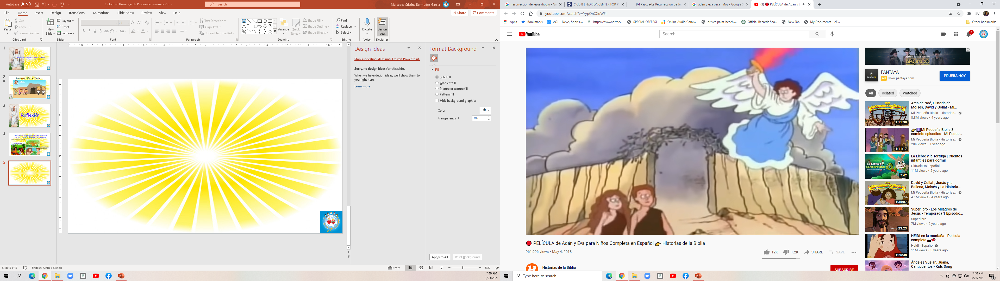 AutoSave Off
Ciclo B – I Domingo de Pascua de Resurrección
Search
Mercedes Cristina Bermudez-Garcia
File Home Insert Design Transitions Animations Slide Show Review View Help
Share Comments
Paste
Cut
Copy
Format Painter
Clipboard
New Slide
Layout
Reset
Section
Slides
24
Font
Text Direction
Align Text
Convert to SmartArt
Paragraph
Arrange
Quick Styles
Shape Fill
Shape Outline
Shape Effects
Drawing
Find
Replace
Select
Editing
Dictate
Voice
Design Ideas
Designer
1
2
Resurrección de Jesús
3
Reflexión
4
5
Design Ideas
Stop suggesting ideas until I restart PowerPoint.
Sorry, no design ideas for this slide.
When we have design ideas, we'll show them to
you right here.
Learn more
Format Background
Fill
Solid fill
Gradient fill
Picture or texture fill
Pattern fill
Hide background graphics
Color
Transparency 0%
Apply to All Reset Background
Slide 5 of 5 English (United States)
Notes 83%
7:40 PM
3/23/2021
resurreccion de jesus dibujo - Go
Ciclo B | FLORIDA CENTER FOR P
B-I Pascua-La Resurreccion de Je
adan y eva para niños - Google S
(3) 🔴 PELÍCULA de Adán y E
youtube.com/watch?v=YypQnXXdWFI
Apps Bookmarks AOL - News, Sports,... https://www.northe... SPECIAL OFFERS! Online Audio Conv... oris.co.palm-beach.... Official Records Sea... New Tab My Documents – eF... Other bookmarks
YouTube
Search
3
BRONCO
PANTAYA
Ad www.pantaya.com
PRUEBA HOY
All Related Watched
Arca de Noé, Historia de
Moises, David y Goliat - Mi...
Mi Pequeña Biblia - Historias...
8.8M views • 4 years ago
1:11:38
👉✝️Mi Pequeña Biblia 3
comleto episodios - Mi Peque...
Mi Pequeña Biblia - Historias...
20K views • 1 year ago
1:11:17
La Liebre y la Tortuga | Cuentos
infantiles para dormir
OkiDokiDo Español
11M views • 2 years ago
7:42
David y Goliat , Jonás y la
Ballena, Moisés y La Historia...
Mi Pequeña Biblia - Historias...
4.1M views • 4 years ago
1:36:07
Superlibro - Los Milagros de
Jesús - Temporada 1 Episodio...
Superlibro
7M views • 2 years ago
23:23
HEIDI en la montaña - Película
completa
Heidi - Español
11M views • 3 years ago
1:26:38
Ángeles Vuelan, Juana,
Canticuentos - Kids Song
🔴 PELÍCULA de Adán y Eva para Niños Completa en Español 👉 Historias de la Biblia
961,996 views • May 4, 2018
12K 1.2K SHARE SAVE
Historias de la Biblia
SUBSCRIBE
Type here to search
7:40 PM
3/23/2021